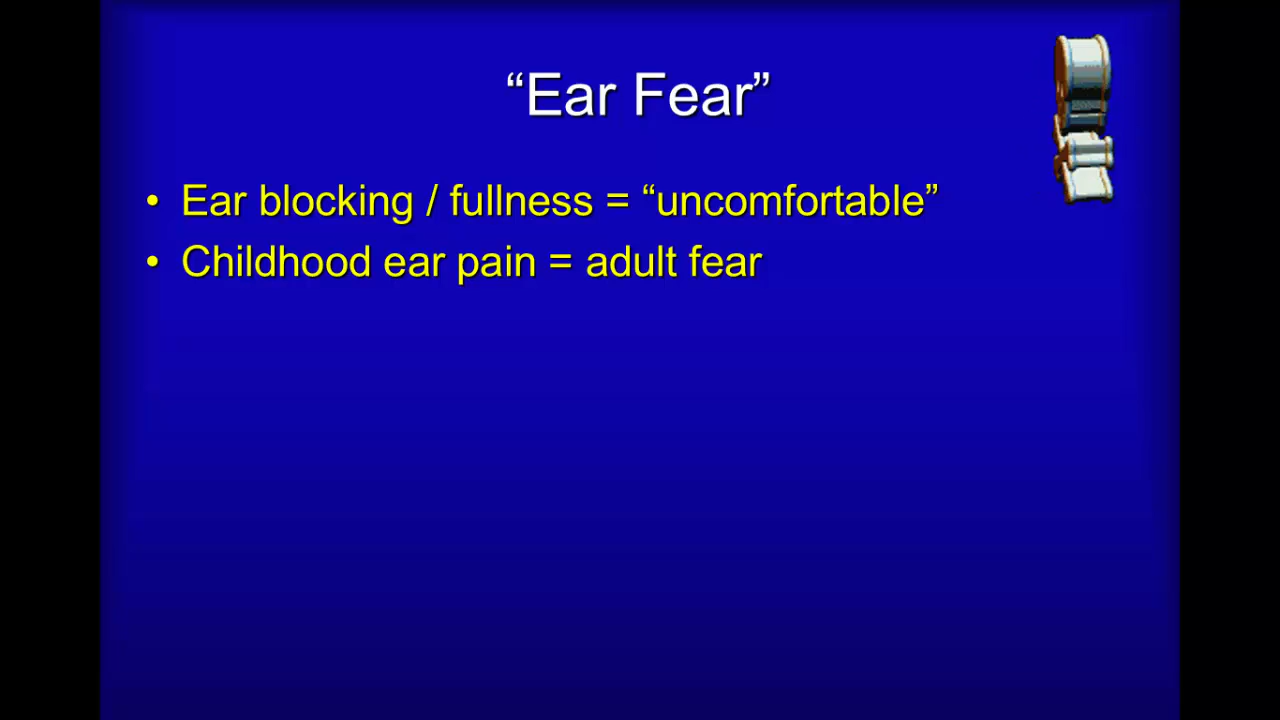 “Ear Fear”
• Ear blocking / fullness = “uncomfortable”
• Childhood ear pain = adult fear